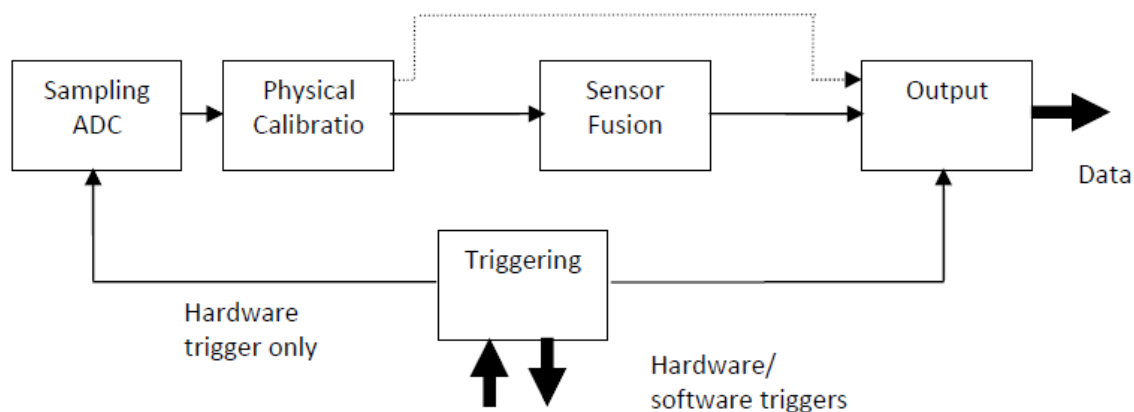 Sampling
ADC
Physical
Calibratio
Sensor
Fusion
Output
Data
Triggering
Hardware
trigger only
Hardware/
software triggers